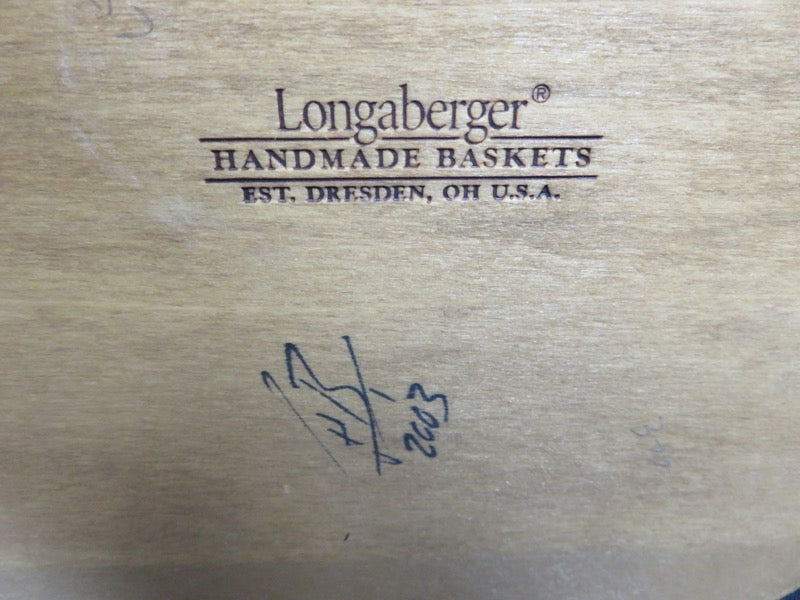 Longaberger®
HANDMADE BASKETS
EST. DRESDEN, OH U.S.A.
2003